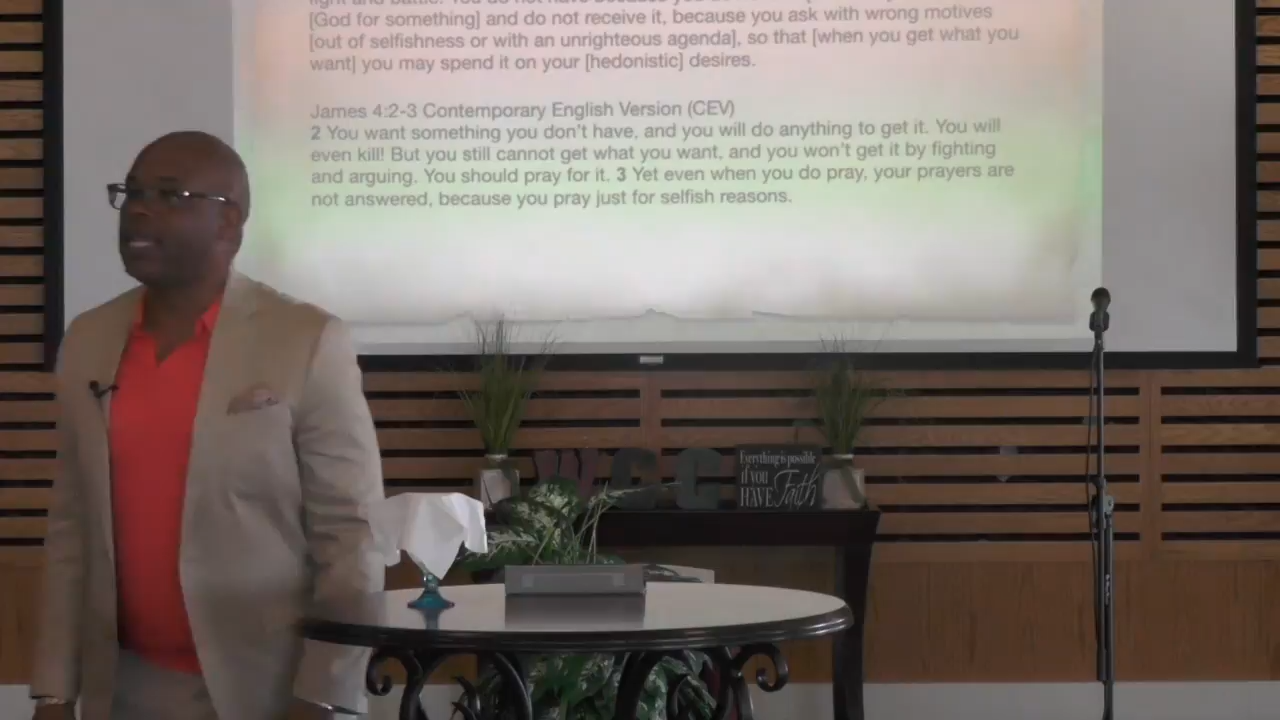 [God for something] and do not receive it, because you ask with wrong motives
[out of selfishness or with an unrighteous agenda], so that [when you get what you
want] you may spend it on your [hedonistic] desires.
James 4:2-3 Contemporary English Version (CEV)
2 You want something you don't have, and you will do anything to get it. You will
even kill! But you still cannot get what you want, and you won't get it by fighting
and arguing. You should pray for it. 3 Yet even when you do pray, your prayers are
not answered, because you pray just for selfish reasons.
WCC
Everything is possible
if you
HAVE Faith